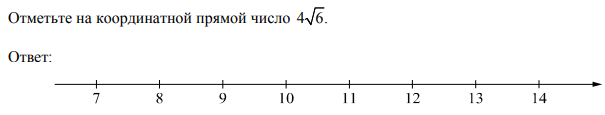 Отметьте на координатной прямой число 4√6.
Ответ:
7 8 9 10 11 12 13 14